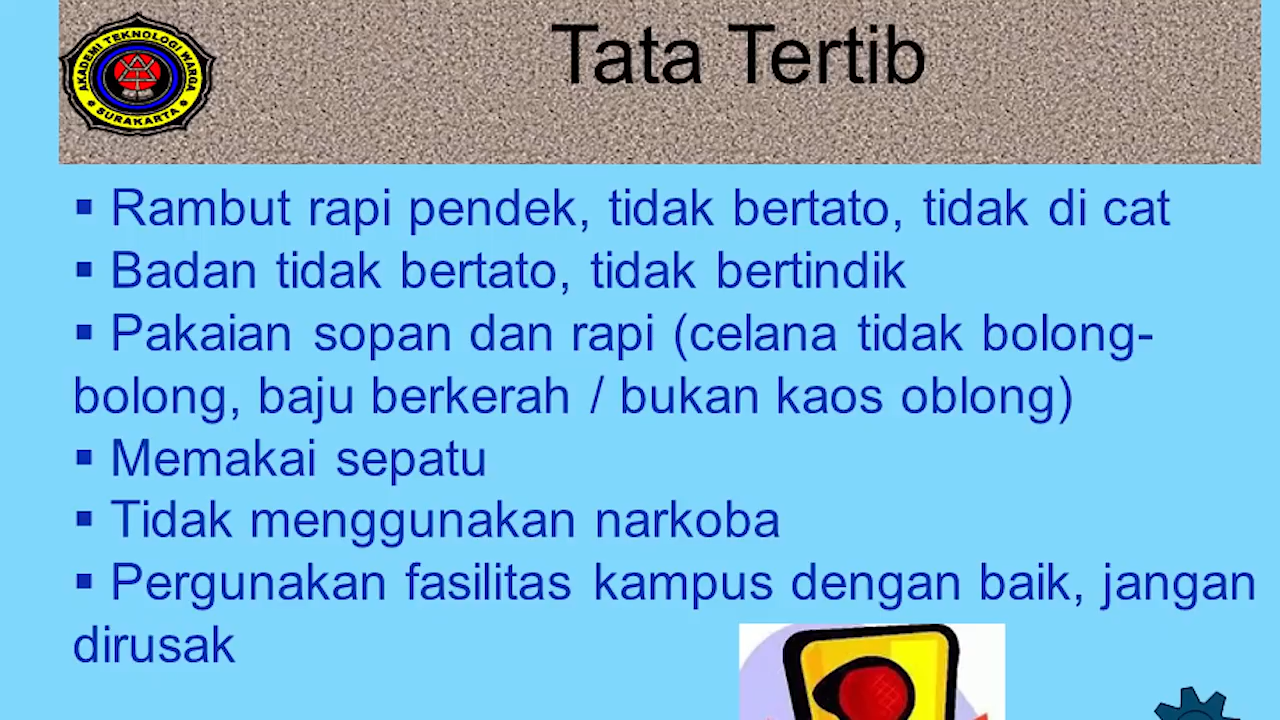 AKADEMI TEKNOLOGI WARGA
SURAKARTA
Tata Tertib
▪ Rambut rapi pendek, tidak bertato, tidak di cat
▪ Badan tidak bertato, tidak bertindik
▪ Pakaian sopan dan rapi (celana tidak bolong-
bolong, baju berkerah / bukan kaos oblong)
▪ Memakai sepatu
▪ Tidak menggunakan narkoba
▪ Pergunakan fasilitas kampus dengan baik, jangan
dirusak